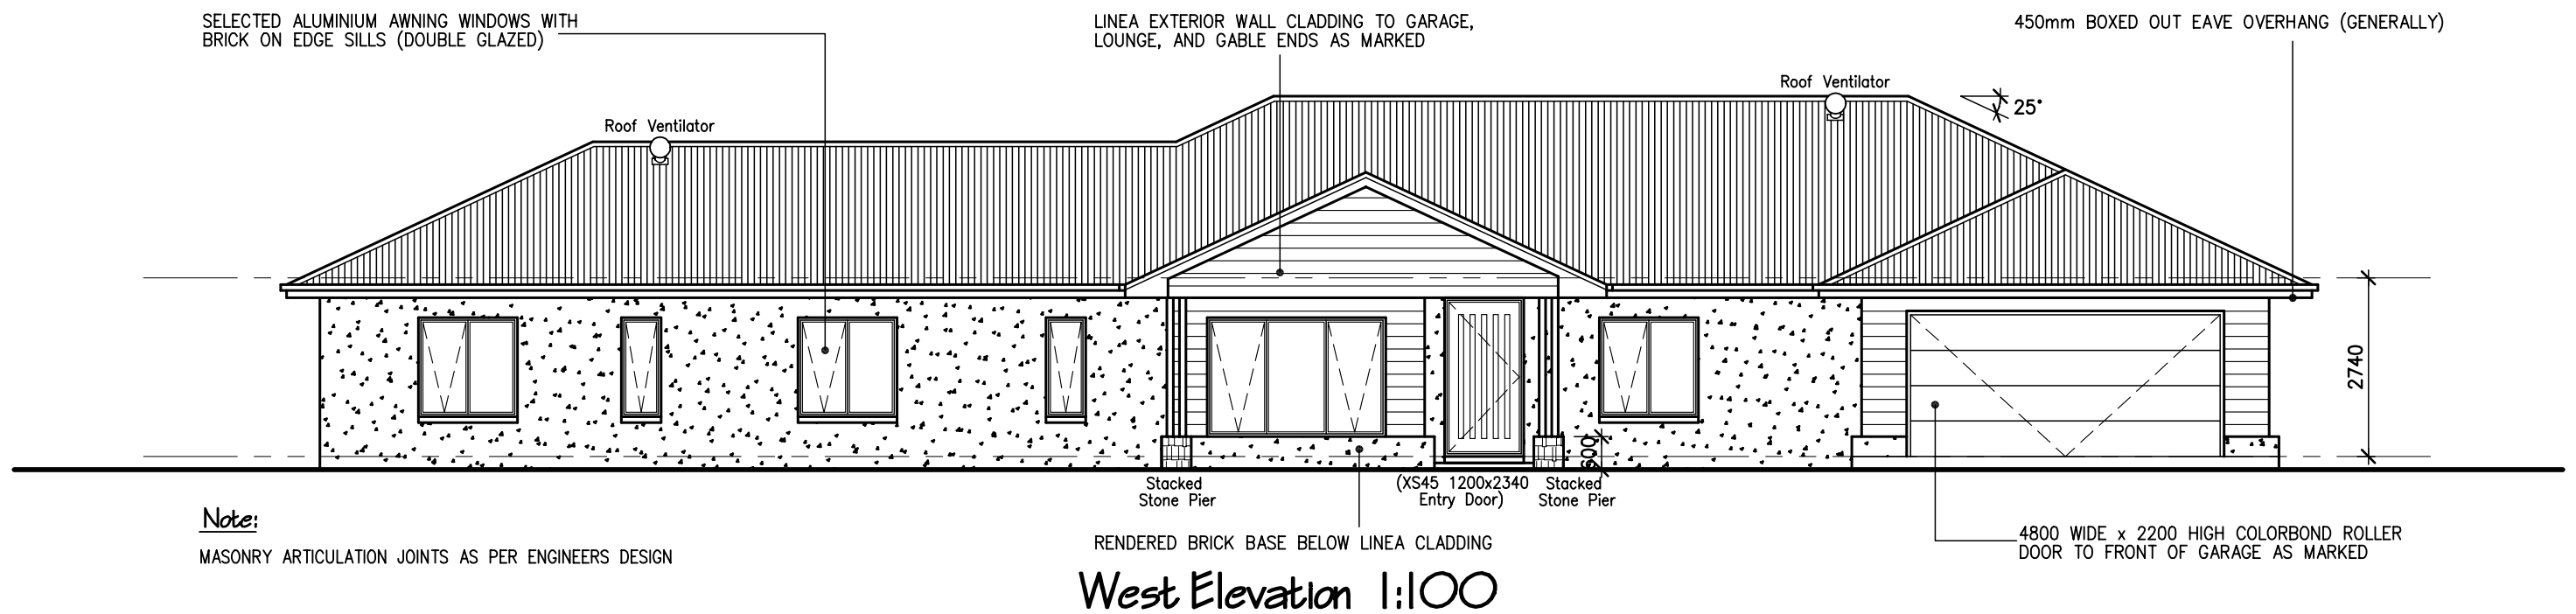 SELECTED ALUMINIUM AWNING WINDOWS WITH
BRICK ON EDGE SILLS (DOUBLE GLAZED)
LINEA EXTERIOR WALL CLADDING TO GARAGE,
LOUNGE, AND GABLE ENDS AS MARKED
450mm BOXED OUT EAVE OVERHANG (GENERALLY)
Roof Ventilator
Roof Ventilator
25°
2740
600
Stacked
Stone Pier
(XS45 1200x2340
Entry Door)
Stacked
Stone Pier
Note:
MASONRY ARTICULATION JOINTS AS PER ENGINEERS DESIGN
RENDERED BRICK BASE BELOW LINEA CLADDING
4800 WIDE x 2200 HIGH COLORBOND ROLLER
DOOR TO FRONT OF GARAGE AS MARKED
West Elevation 1:100